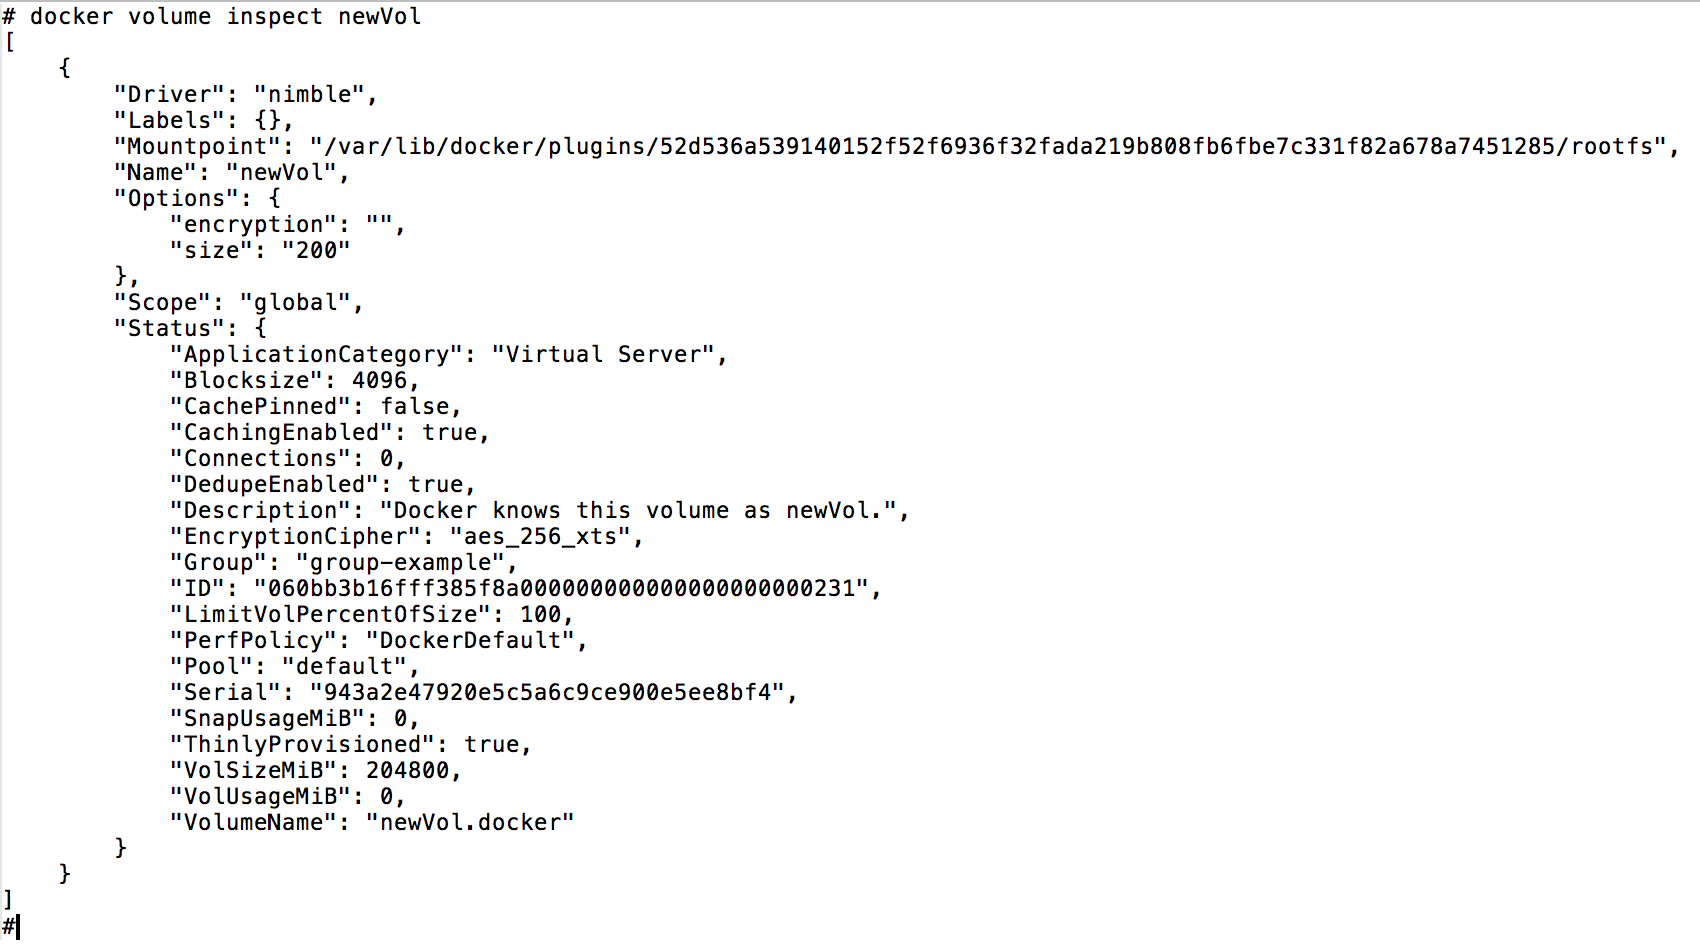 # docker volume inspect newVol
[
    {
        "Driver": "nimble",
        "Labels": {},
        "Mountpoint": "/var/lib/docker/plugins/52d536a539140152f52f6936f32fada219b808fb6fbe7c331f82a678a7451285/rootfs",
        "Name": "newVol",
        "Options": {
            "encryption": "",
            "size": "200"
        },
        "Scope": "global",
        "Status": {
            "ApplicationCategory": "Virtual Server",
            "Blocksize": 4096,
            "CachePinned": false,
            "CachingEnabled": true,
            "Connections": 0,
            "DedupeEnabled": true,
            "Description": "Docker knows this volume as newVol.",
            "EncryptionCipher": "aes_256_xts",
            "Group": "group-example",
            "ID": "060bb3b16fff385f8a000000000000000000000231",
            "LimitVolPercentOfSize": 100,
            "PerfPolicy": "DockerDefault",
            "Pool": "default",
            "Serial": "943a2e47920e5c5a6c9ce900e5ee8bf4",
            "SnapUsageMiB": 0,
            "ThinlyProvisioned": true,
            "VolSizeMiB": 204800,
            "VolUsageMiB": 0,
            "VolumeName": "newVol.docker"
        }
    }
]
#